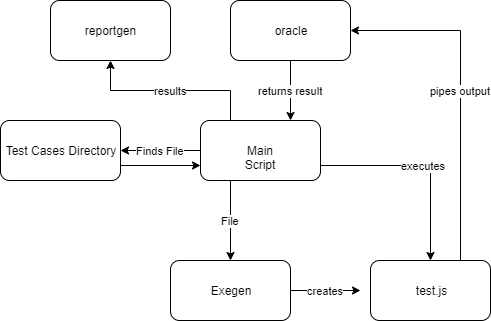 reportgen
oracle
results
returns result
pipes output
Test Cases Directory
Finds File
Main
Script
executes
File
Exegen
creates
test.js